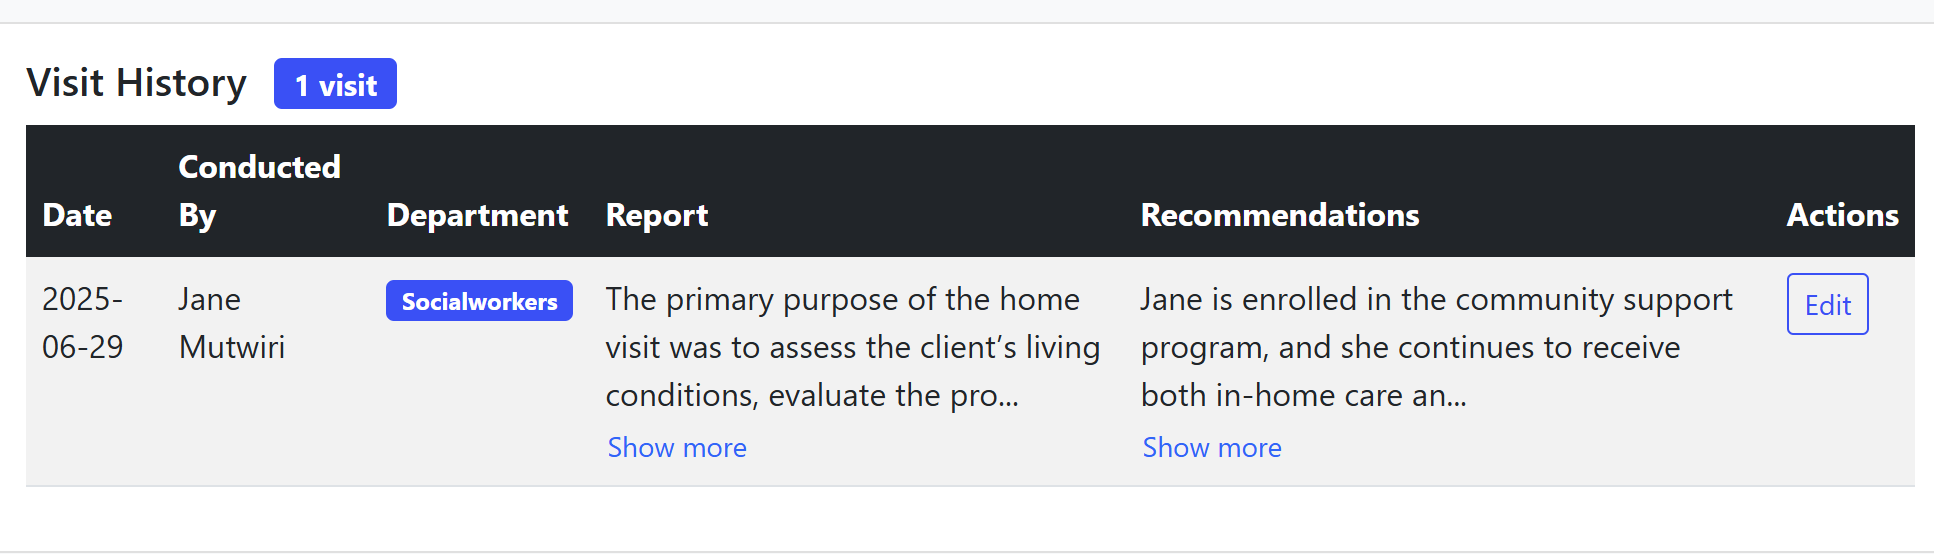 Visit History 1 visit
Date Conducted By Department Report Recommendations Actions
2025-
06-29
Jane
Mutwiri
Socialworkers
The primary purpose of the home
visit was to assess the client’s living
conditions, evaluate the pro...
Show more
Jane is enrolled in the community support
program, and she continues to receive
both in-home care an...
Show more
Edit